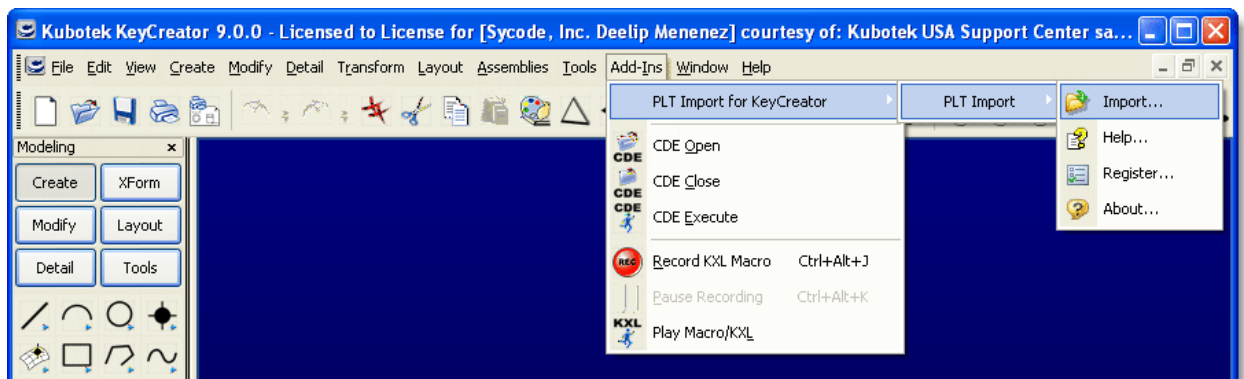 Kubotek KeyCreator 9.0.0 - Licensed to License for [Sycode, Inc. Deelip Menenez] courtesy of: Kubotek USA Support Center sa...
File Edit View Create Modify Detail Transform Layout Assemblies Tools Add-Ins Window Help
PLT Import for KeyCreator
PLT Import
Import...
Help...
Register...
About...
CDE Open
CDE
CDE Close
CDE
CDE Execute
CDE
Record KXL Macro Ctrl+Alt+J
REC
Pause Recording Ctrl+Alt+K
Play Macro/KXL
KXL
Modeling
Create XForm
Modify Layout
Detail Tools